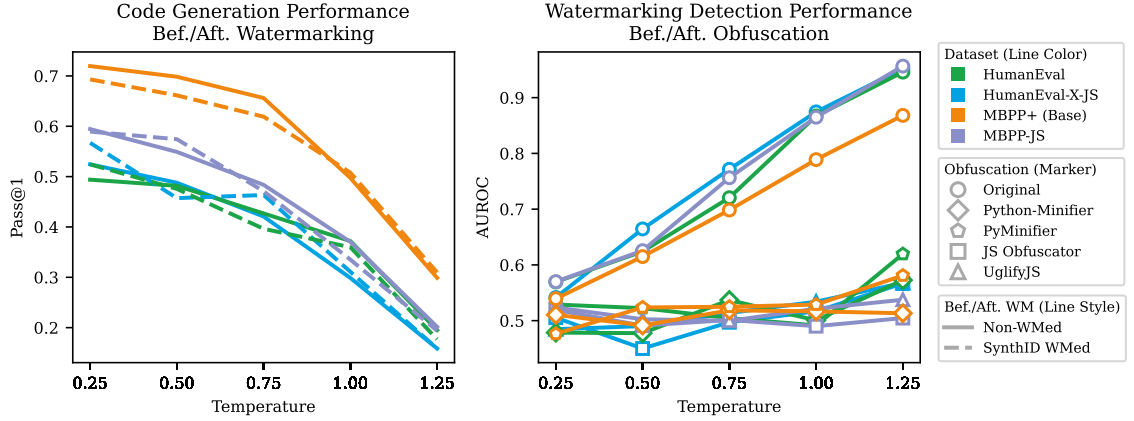 Code Generation Performance
Bef./Aft. Watermarking
Pass@1
0.7
0.6
0.5
0.4
0.3
0.2
0.25 0.50 0.75 1.00 1.25
Temperature
Watermarking Detection Performance
Bef./Aft. Obfuscation
AUROC
0.9
0.8
0.7
0.6
0.5
0.25 0.50 0.75 1.00 1.25
Temperature
Dataset (Line Color)
HumanEval
HumanEval-X-JS
MBPP+ (Base)
MBPP-JS
Obfuscation (Marker)
Original
Python-Minifier
PyMinifier
JS Obfuscator
UglifyJS
Bef./Aft. WM (Line Style)
Non-WMed
SynthID WMed